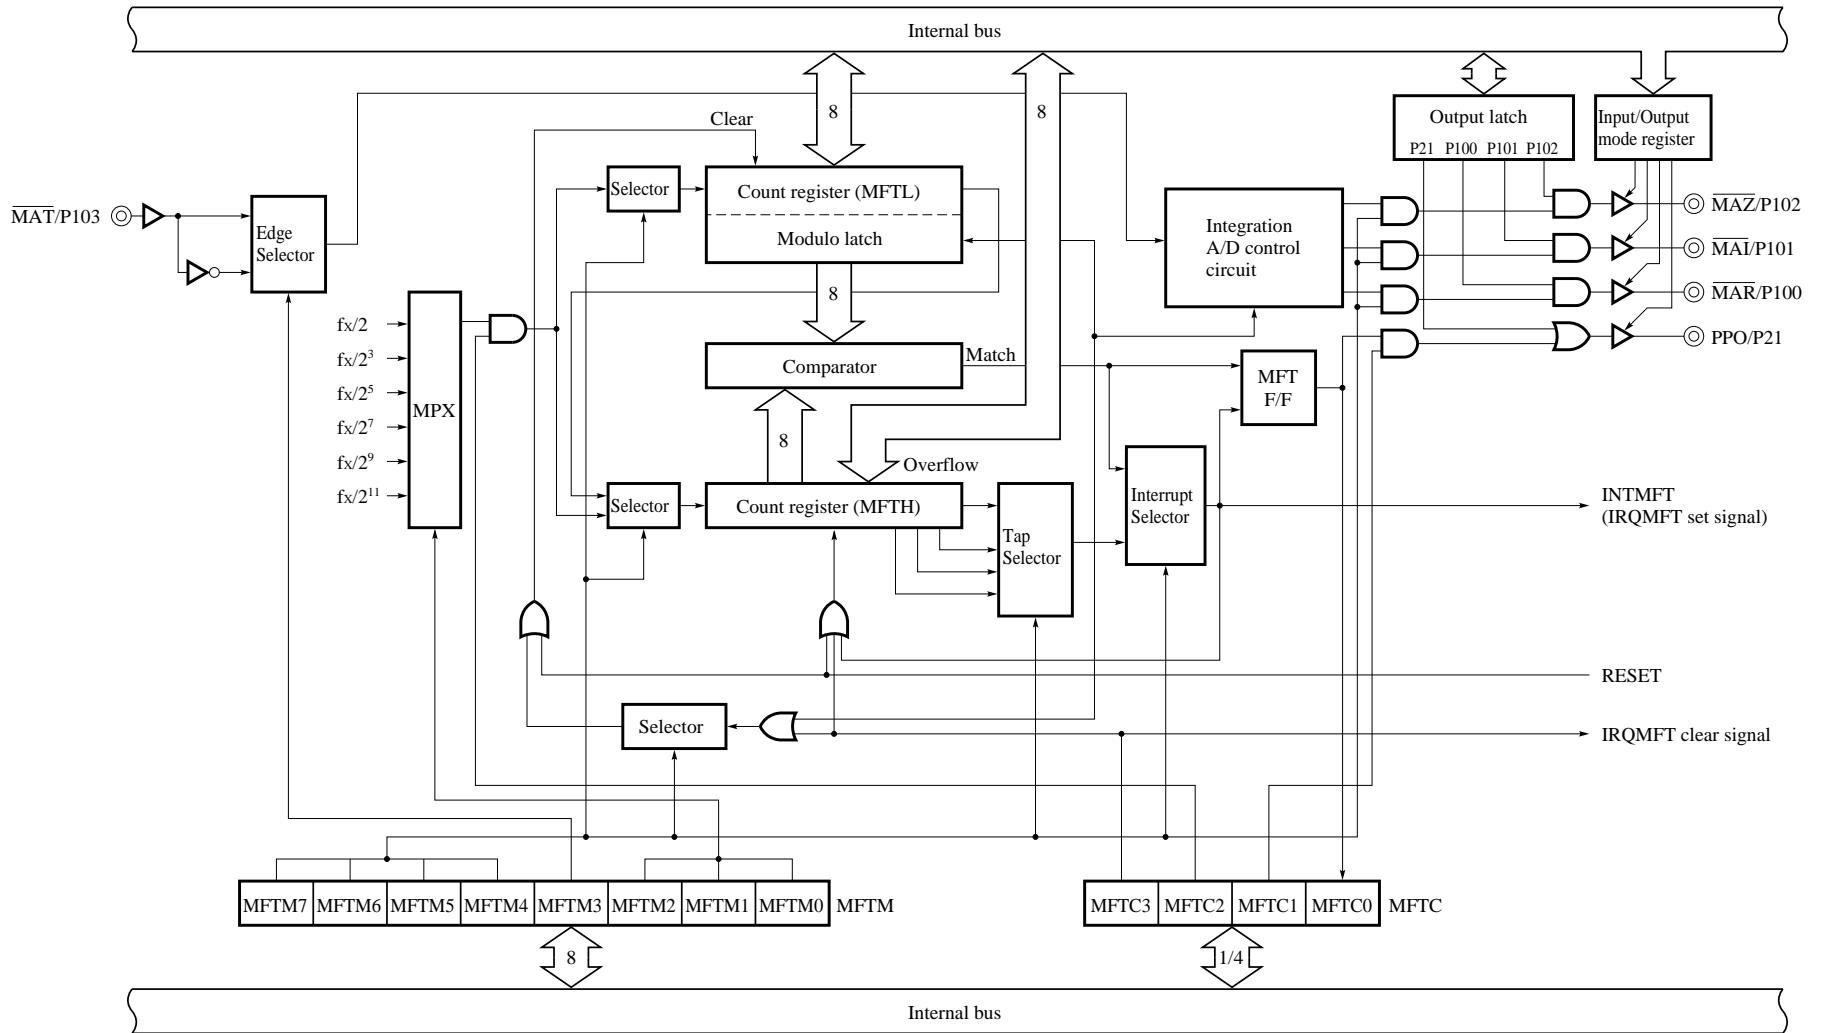 Internal bus
8
8
Clear
Output latch
P21 P100 P101 P102
Input/Output
mode register
MAT/P103
Edge
Selector
Selector
Count register (MFTL)
Modulo latch
Integration
A/D control
circuit
MAZ/P102
MAI/P101
MAR/P100
PPO/P21
8
fx/2
fx/2³
fx/2⁵
fx/2⁷
fx/2⁹
fx/2¹¹
MPX
Comparator
Match
MFT
F/F
8
Overflow
Selector
Count register (MFTH)
Tap
Selector
Interrupt
Selector
INTMFT
(IRQMFT set signal)
RESET
Selector
IRQMFT clear signal
MFTM7 MFTM6 MFTM5 MFTM4 MFTM3 MFTM2 MFTM1 MFTM0 MFTM
MFTC3 MFTC2 MFTC1 MFTC0 MFTC
8
1/4
Internal bus